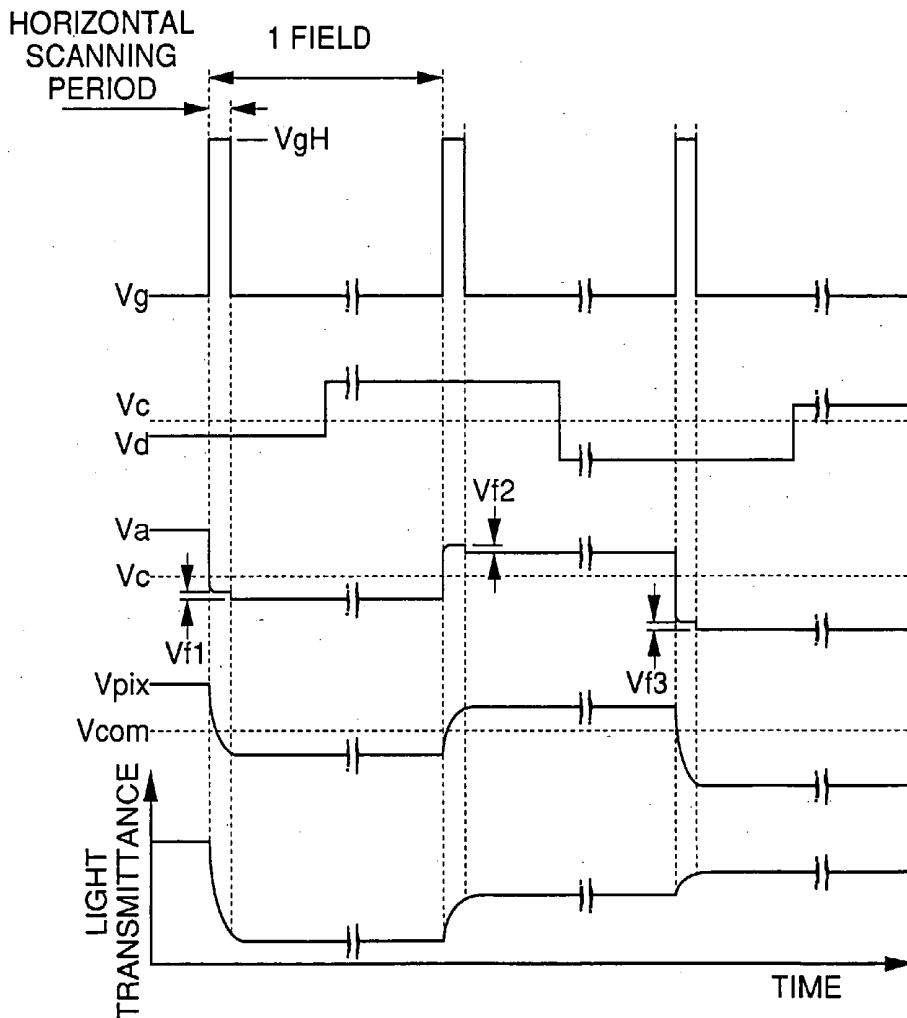 HORIZONTAL
SCANNING
PERIOD
1 FIELD
VgH
Vg
Vc
Vd
Vf2
Va
Vc
Vf1
Vf3
Vpix
Vcom
LIGHT
TRANSMITTANCE
TIME